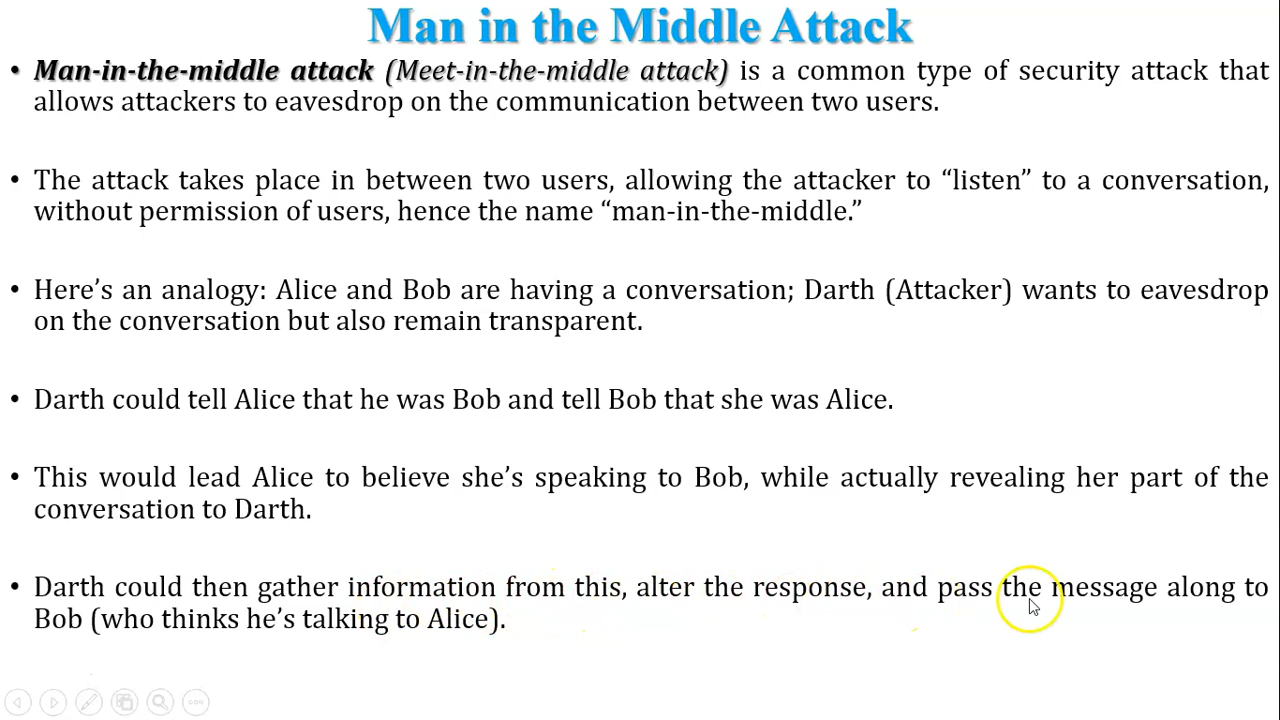 Man in the Middle Attack
• Man-in-the-middle attack (Meet-in-the-middle attack) is a common type of security attack that
allows attackers to eavesdrop on the communication between two users.
• The attack takes place in between two users, allowing the attacker to “listen” to a conversation,
without permission of users, hence the name “man-in-the-middle.”
• Here’s an analogy: Alice and Bob are having a conversation; Darth (Attacker) wants to eavesdrop
on the conversation but also remain transparent.
• Darth could tell Alice that he was Bob and tell Bob that she was Alice.
• This would lead Alice to believe she’s speaking to Bob, while actually revealing her part of the
conversation to Darth.
• Darth could then gather information from this, alter the response, and pass the message along to
Bob (who thinks he’s talking to Alice).